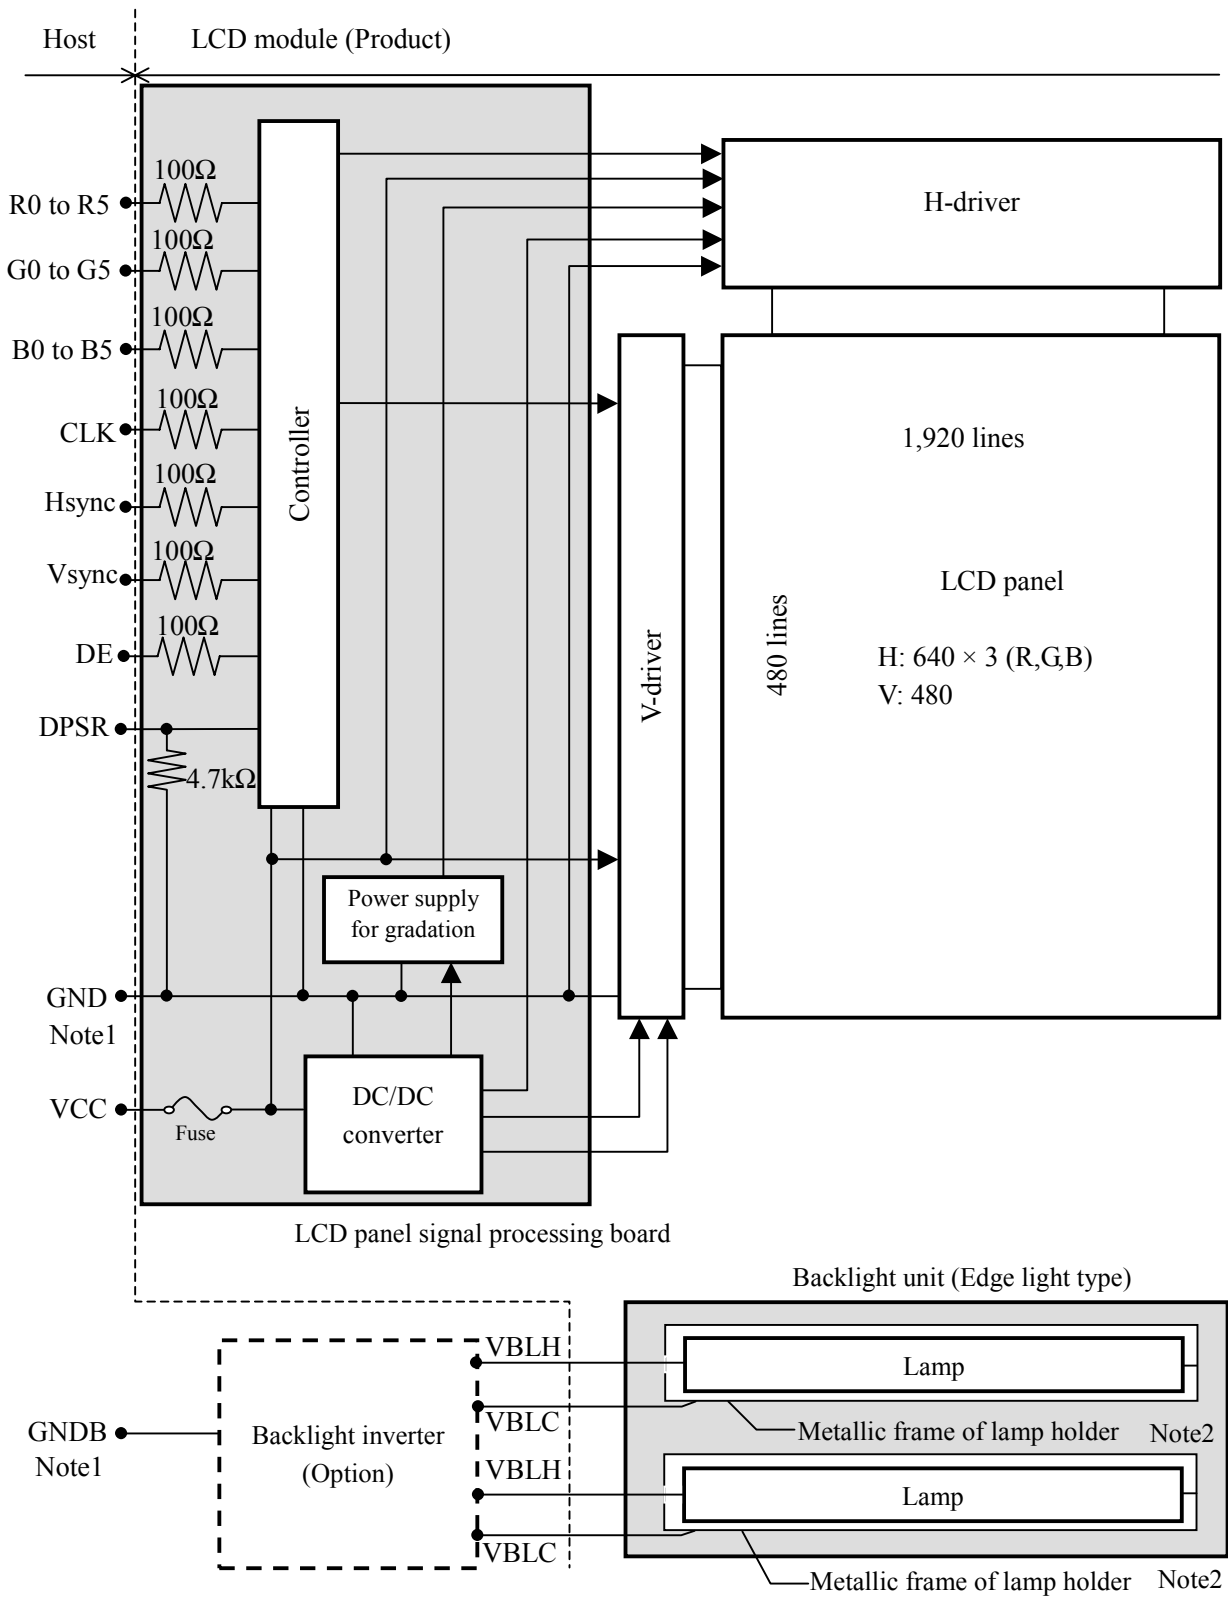 Host
LCD module (Product)
100Ω
R0 to R5
100Ω
G0 to G5
100Ω
B0 to B5
100Ω
CLK
100Ω
Hsync
100Ω
Vsync
100Ω
DE
DPSR
4.7kΩ
Controller
H-driver
V-driver
1,920 lines
480 lines
LCD panel
H: 640 × 3 (R,G,B)
V: 480
Power supply
for gradation
GND
Note1
VCC
Fuse
DC/DC
converter
LCD panel signal processing board
Backlight unit (Edge light type)
VBLH
Lamp
VBLC
Metallic frame of lamp holder
Note2
GNDB
Note1
Backlight inverter
(Option)
VBLH
Lamp
VBLC
Metallic frame of lamp holder
Note2